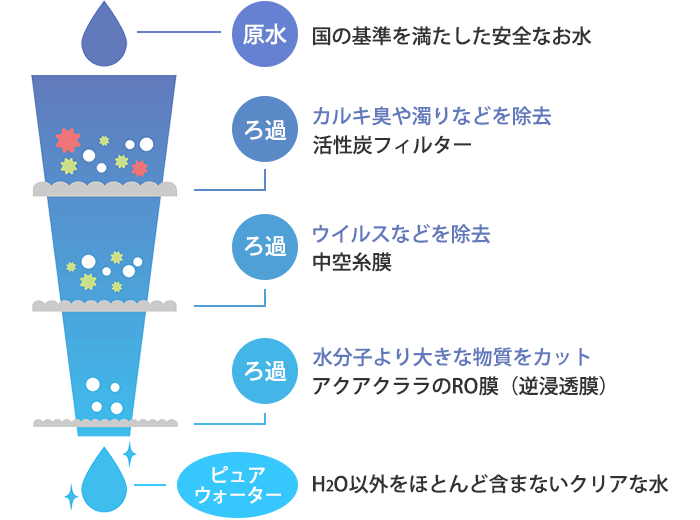 原水
国の基準を満たした安全なお水
ろ過
カルキ臭や濁りなどを除去
活性炭フィルター
ろ過
ウイルスなどを除去
中空糸膜
ろ過
水分子より大きな物質をカット
アクアクララのRO膜（逆浸透膜）
ピュア
ウォーター
H2O以外をほとんど含まないクリアな水